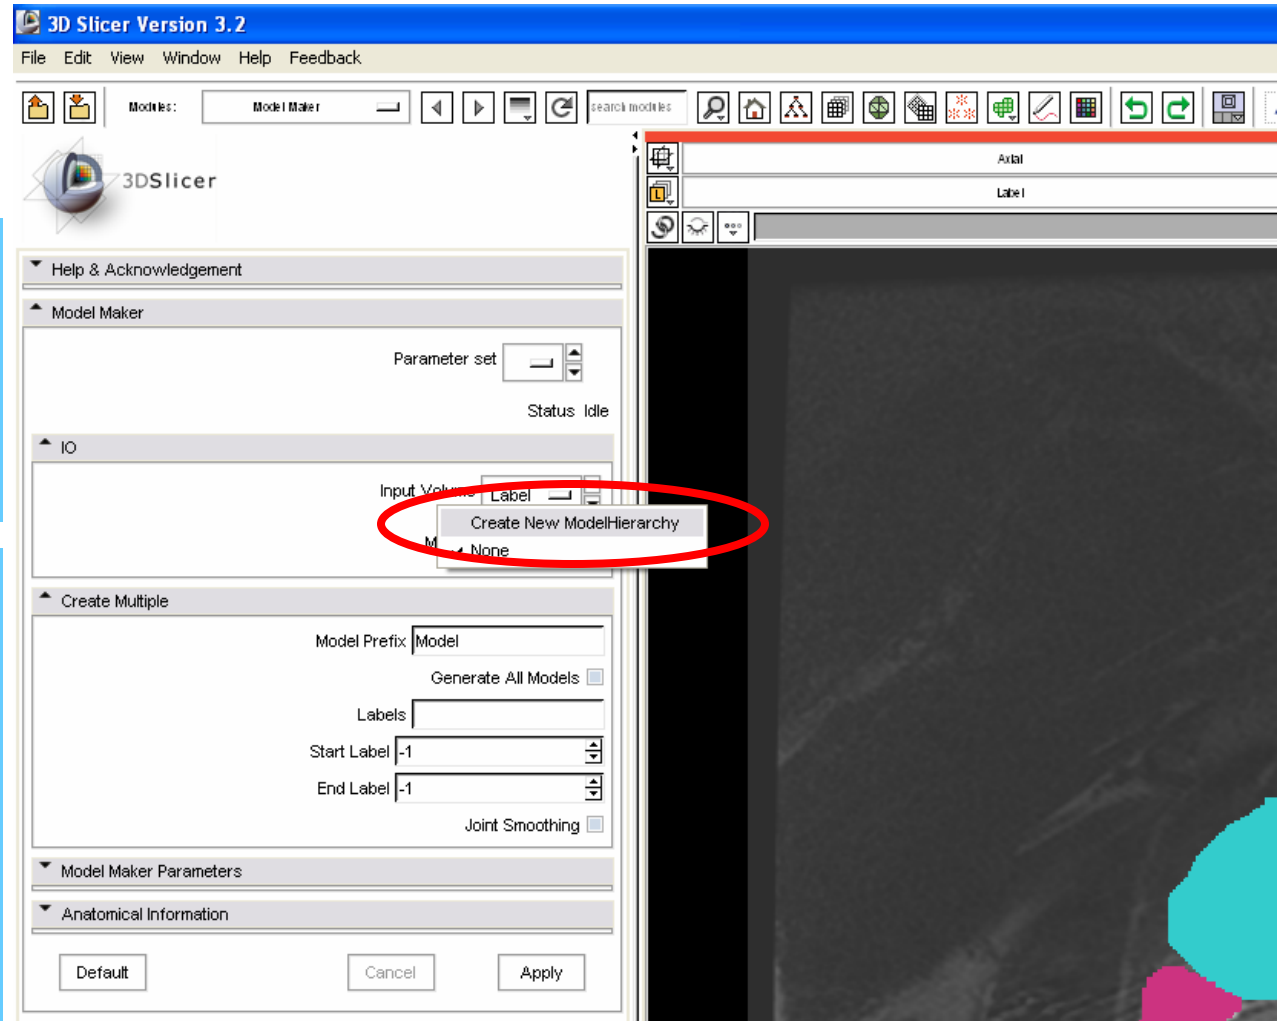 3D Slicer Version 3.2
File Edit View Window Help Feedback
Modules: Model Maker search modules
3DSlicer
Axial
Label
L
Help & Acknowledgement
Model Maker
Parameter set
Status Idle
IO
Input Volume Label
Create New ModelHierarchy
None
Create Multiple
Model Prefix Model
Generate All Models
Labels
Start Label -1
End Label -1
Joint Smoothing
Model Maker Parameters
Anatomical Information
Default Cancel Apply